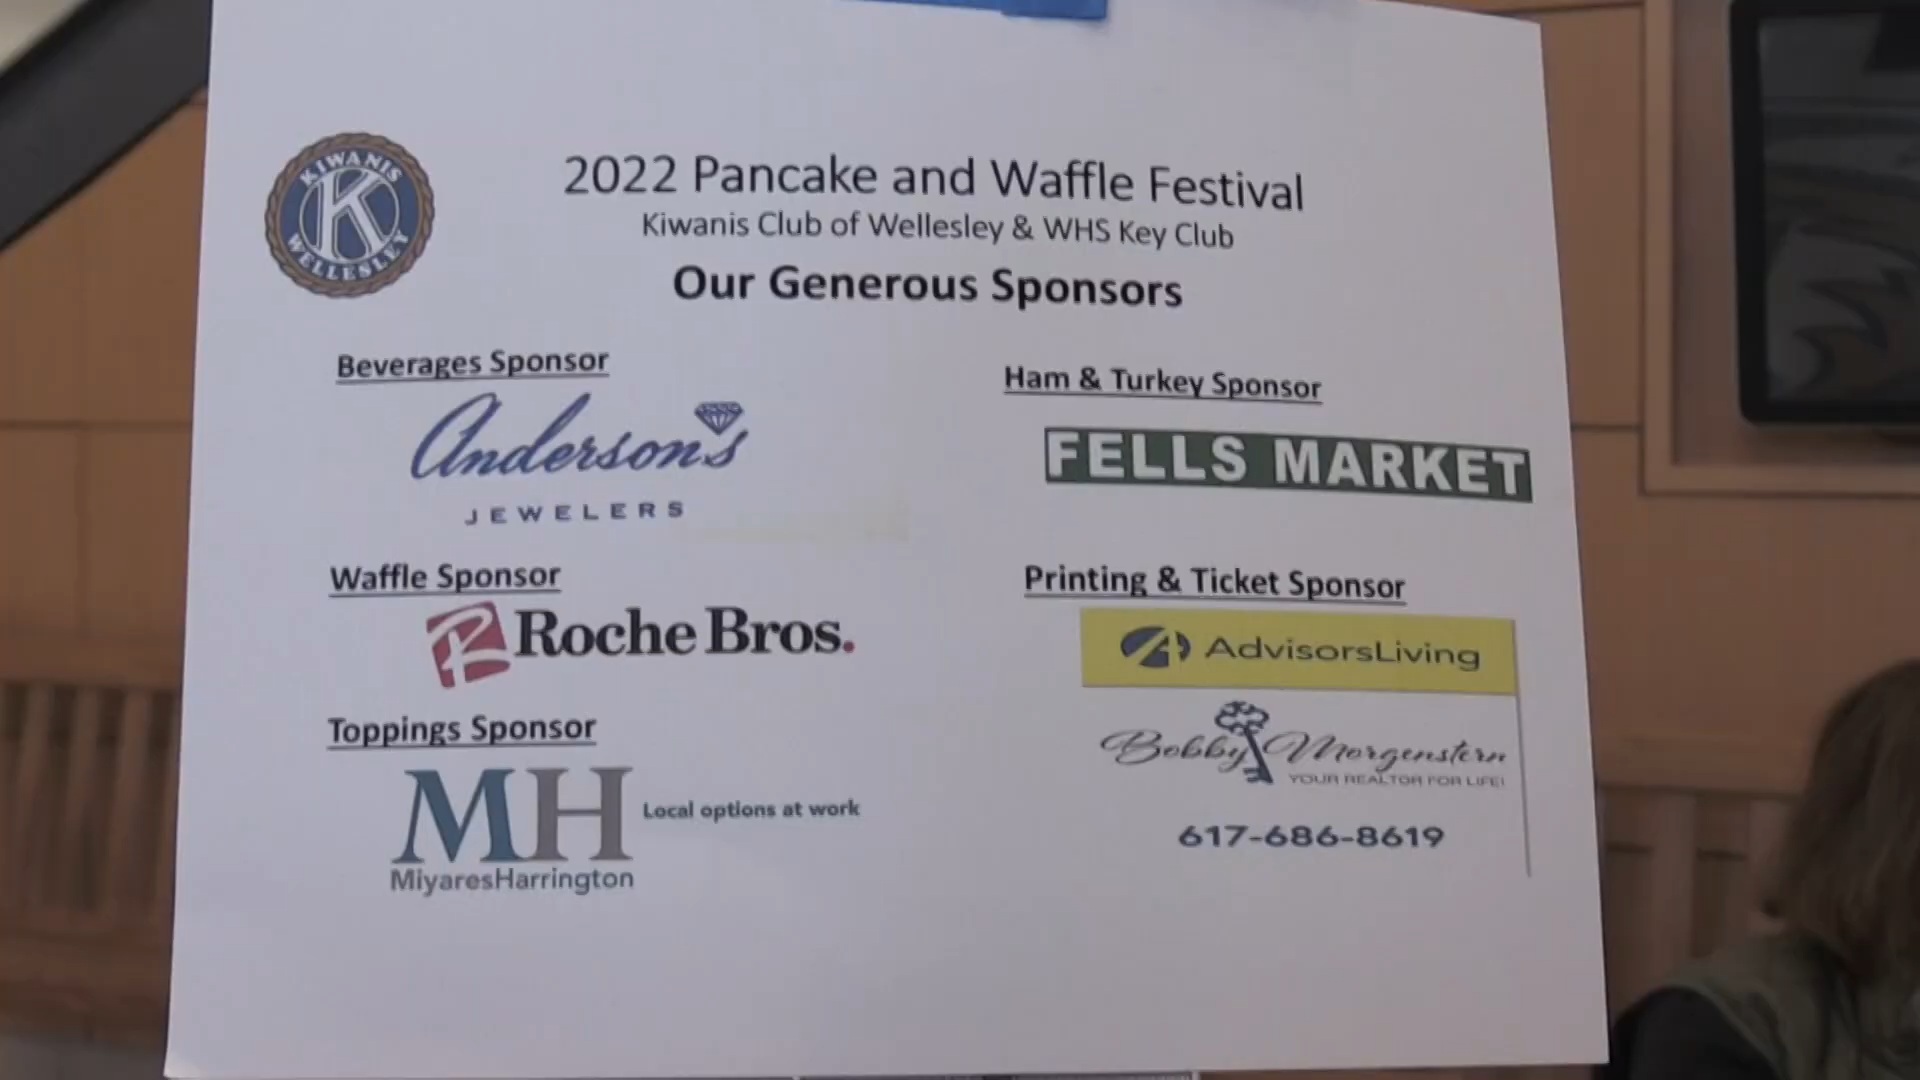 KIWANIS
K
WELLESLEY
2022 Pancake and Waffle Festival
Kiwanis Club of Wellesley & WHS Key Club
Our Generous Sponsors
Beverages Sponsor
Anderson's
JEWELERS
Ham & Turkey Sponsor
FELLS MARKET
Waffle Sponsor
Roche Bros.
Printing & Ticket Sponsor
AdvisorsLiving
Bobby Morgenstern
YOUR REALTOR FOR LIFE!
617-686-8619
Toppings Sponsor
MH
Local options at work
MiyaresHarrington